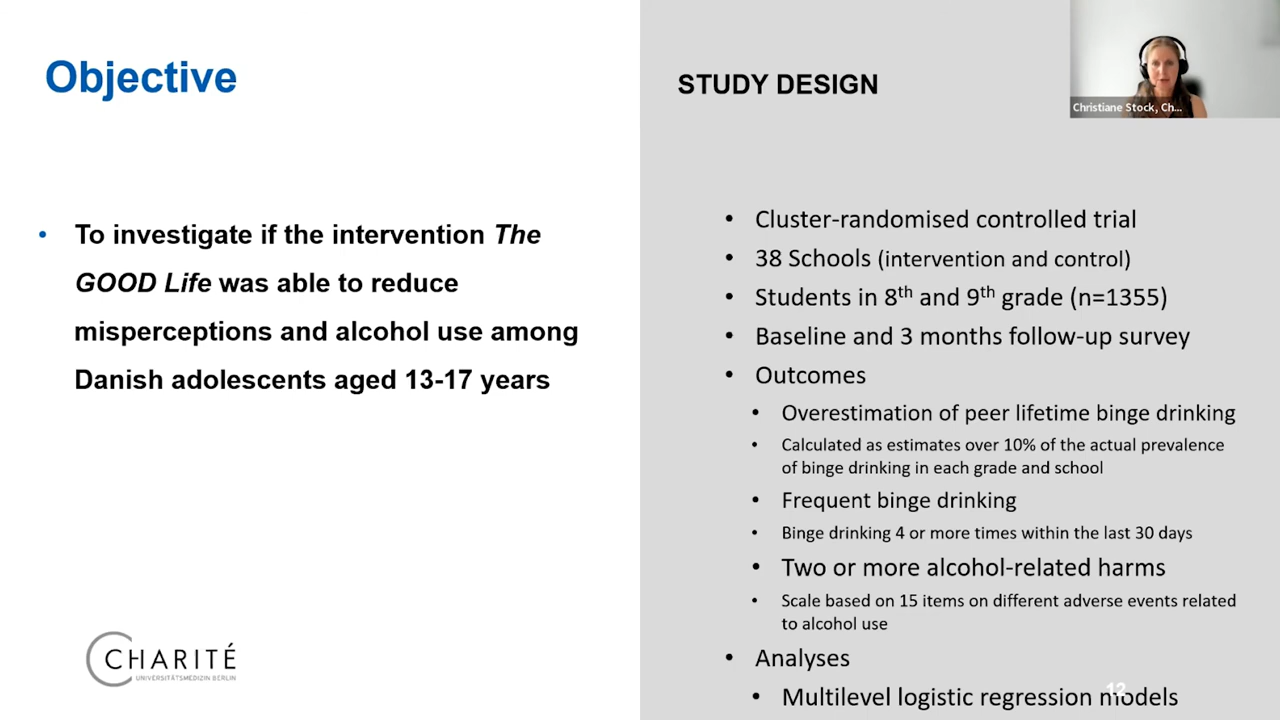 Objective
• To investigate if the intervention The
GOOD Life was able to reduce
misperceptions and alcohol use among
Danish adolescents aged 13-17 years
CHARITÉ
UNIVERSITÄTSMEDIZIN BERLIN
STUDY DESIGN
Christiane Stock, Ch...
• Cluster-randomised controlled trial
• 38 Schools (intervention and control)
• Students in 8th and 9th grade (n=1355)
• Baseline and 3 months follow-up survey
• Outcomes
• Overestimation of peer lifetime binge drinking
• Calculated as estimates over 10% of the actual prevalence
of binge drinking in each grade and school
• Frequent binge drinking
• Binge drinking 4 or more times within the last 30 days
• Two or more alcohol-related harms
• Scale based on 15 items on different adverse events related
to alcohol use
• Analyses
• Multilevel logistic regression models
12